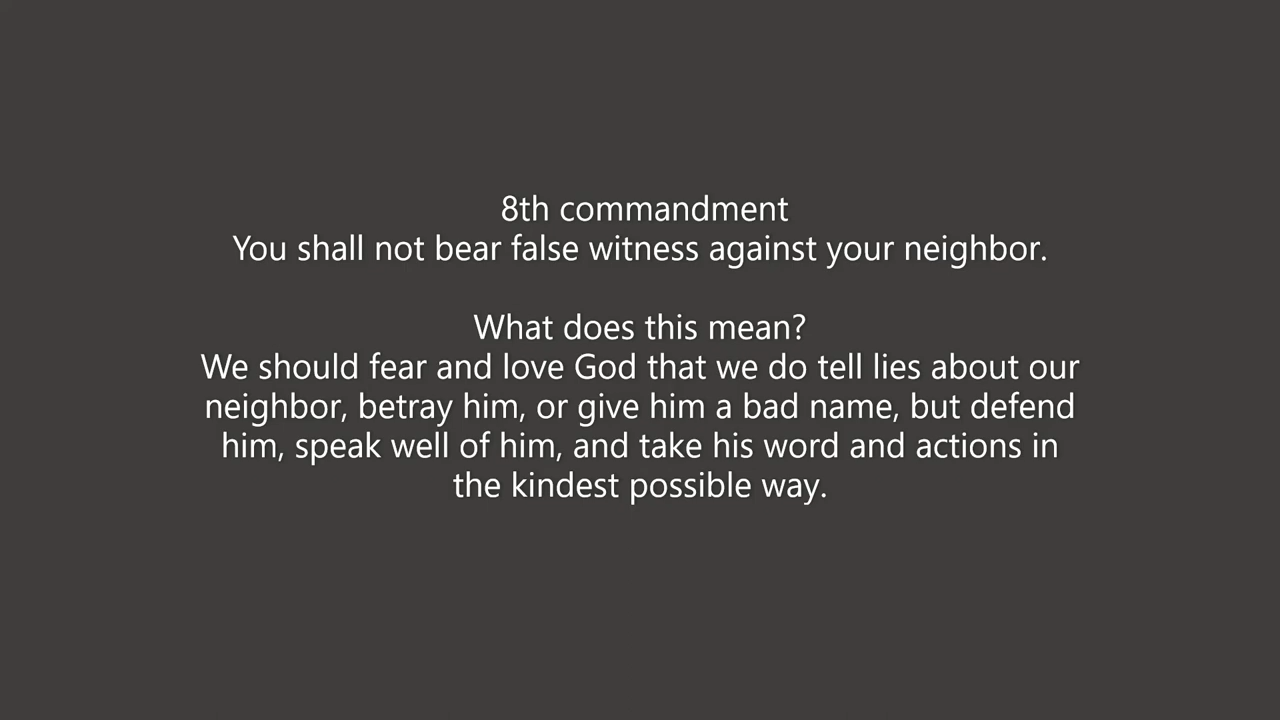 8th commandment
You shall not bear false witness against your neighbor.
What does this mean?
We should fear and love God that we do tell lies about our
neighbor, betray him, or give him a bad name, but defend
him, speak well of him, and take his word and actions in
the kindest possible way.